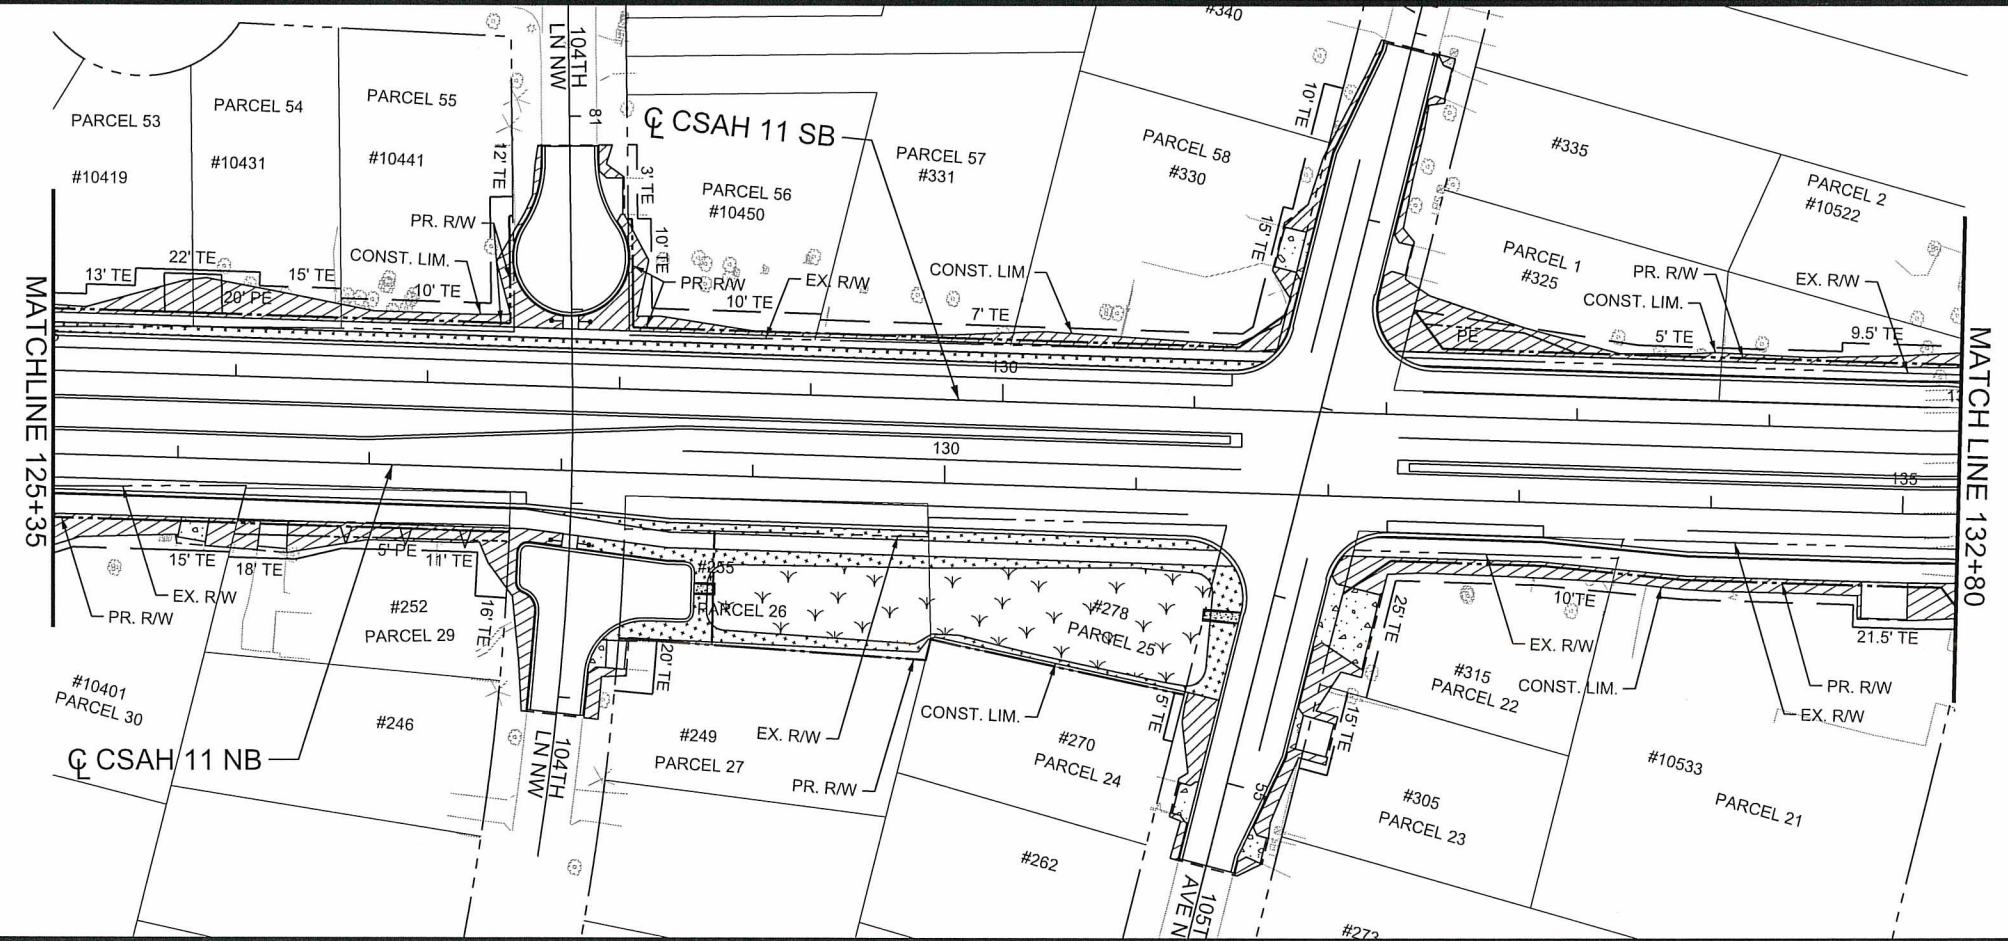 #340
104TH
LN NW
81
PARCEL 53
#10419
PARCEL 54
#10431
PARCEL 55
#10441
12' TE
3' TE
10' TE
℄ CSAH 11 SB
PARCEL 56
#10450
PARCEL 57
#331
PARCEL 58
#330
10' TE
15' TE
#335
PARCEL 1
#325
PARCEL 2
#10522
PR. R/W
CONST. LIM.
13' TE
22' TE
20' PE
15' TE
10' TE
PR. R/W
10' TE
EX. R/W
CONST. LIM.
7' TE
PE
PR. R/W
CONST. LIM.
EX. R/W
5' TE
9.5' TE
MATCHLINE 125+35
MATCH LINE 132+80
130
130
135
15' TE
18' TE
5' PE
11' TE
16' TE
EX. R/W
PR. R/W
#252
PARCEL 29
#10401
PARCEL 30
#246
℄ CSAH 11 NB
104TH
LN NW
#255
PARCEL 26
20' TE
#249
PARCEL 27
EX. R/W
PR. R/W
#278
PARCEL 25
CONST. LIM.
5' TE
#270
PARCEL 24
#262
25' TE
15' TE
55
105T
AVE N
10'TE
EX. R/W
#315
PARCEL 22
CONST. LIM.
21.5' TE
PR. R/W
EX. R/W
#305
PARCEL 23
#10533
PARCEL 21